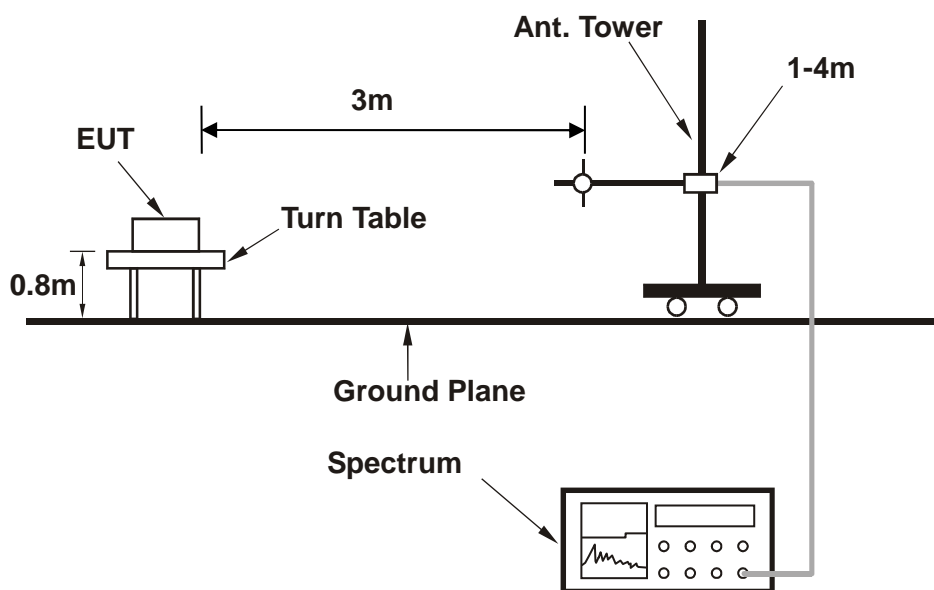 Ant. Tower
1-4m
3m
EUT
Turn Table
0.8m
Ground Plane
Spectrum